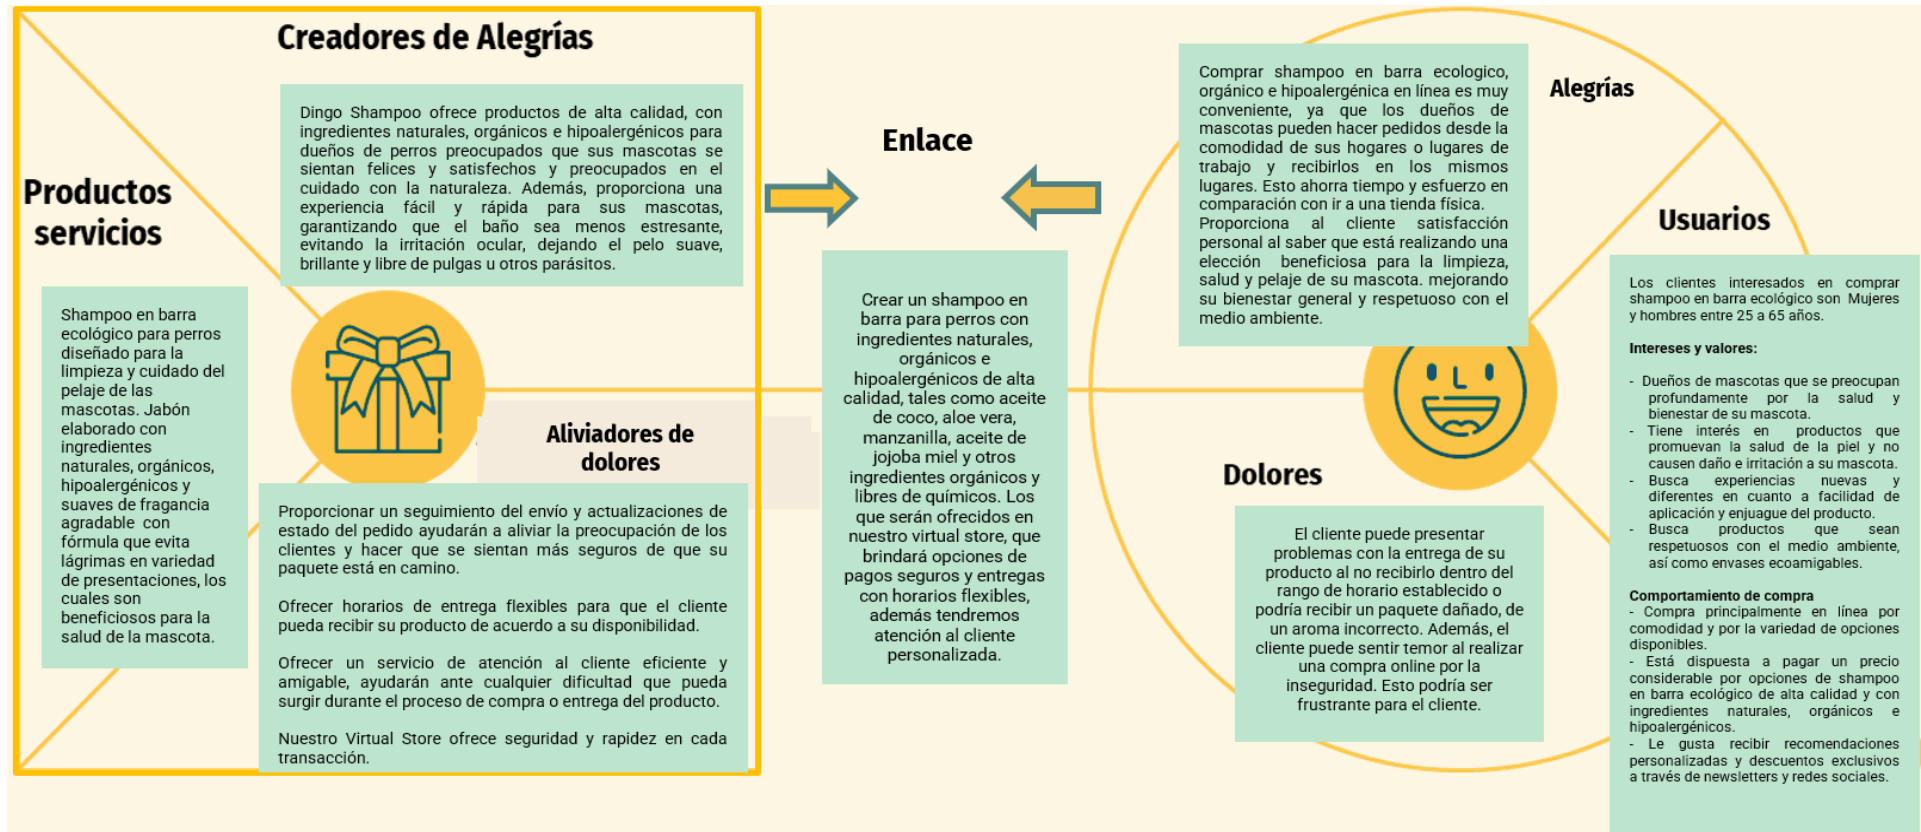 Creadores de Alegrías
Dingo Shampoo ofrece productos de alta calidad, con
ingredientes naturales, orgánicos e hipoalergénicos para
dueños de perros preocupados que sus mascotas se
sientan felices y satisfechos y preocupados en el
cuidado con la naturaleza. Además, proporciona una
experiencia fácil y rápida para sus mascotas,
garantizando que el baño sea menos estresante,
evitando la irritación ocular, dejando el pelo suave,
brillante y libre de pulgas u otros parásitos.
Productos
servicios
Shampoo en barra
ecológico para perros
diseñado para la
limpieza y cuidado del
pelaje de las
mascotas. Jabón
elaborado con
ingredientes
naturales, orgánicos,
hipoalergénicos y
suaves de fragancia
agradable con
fórmula que evita
lágrimas en variedad
de presentaciones, los
cuales son
beneficiosos para la
salud de la mascota.
Aliviadores de
dolores
Proporcionar un seguimiento del envío y actualizaciones de
estado del pedido ayudarán a aliviar la preocupación de los
clientes y hacer que se sientan más seguros de que su
paquete está en camino.
Ofrecer horarios de entrega flexibles para que el cliente
pueda recibir su producto de acuerdo a su disponibilidad.
Ofrecer un servicio de atención al cliente eficiente y
amigable, ayudarán ante cualquier dificultad que pueda
surgir durante el proceso de compra o entrega del producto.
Nuestro Virtual Store ofrece seguridad y rapidez en cada
transacción.
Enlace
Crear un shampoo en
barra para perros con
ingredientes naturales,
orgánicos e
hipoalergénicos de alta
calidad, tales como aceite
de coco, aloe vera,
manzanilla, aceite de
jojoba miel y otros
ingredientes orgánicos y
libres de químicos. Los
que serán ofrecidos en
nuestro virtual store, que
brindará opciones de
pagos seguros y entregas
con horarios flexibles,
además tendremos
atención al cliente
personalizada.
Alegrías
Comprar shampoo en barra ecologico,
orgánico e hipoalergénica en línea es muy
conveniente, ya que los dueños de
mascotas pueden hacer pedidos desde la
comodidad de sus hogares o lugares de
trabajo y recibirlos en los mismos
lugares. Esto ahorra tiempo y esfuerzo en
comparación con ir a una tienda física.
Proporciona al cliente satisfacción
personal al saber que está realizando una
elección beneficiosa para la limpieza,
salud y pelaje de su mascota. mejorando
su bienestar general y respetuoso con el
medio ambiente.
Dolores
El cliente puede presentar
problemas con la entrega de su
producto al no recibirlo dentro del
rango de horario establecido o
podría recibir un paquete dañado, de
un aroma incorrecto. Además, el
cliente puede sentir temor al realizar
una compra online por la
inseguridad. Esto podría ser
frustrante para el cliente.
Usuarios
Los clientes interesados en comprar
shampoo en barra ecológico son Mujeres
y hombres entre 25 a 65 años.
Intereses y valores:
- Dueños de mascotas que se preocupan
profundamente por la salud y
bienestar de su mascota.
- Tiene interés en productos que
promuevan la salud de la piel y no
causen daño e irritación a su mascota.
- Busca experiencias nuevas y
diferentes en cuanto a facilidad de
aplicación y enjuague del producto.
- Busca productos que sean
respetuosos con el medio ambiente,
así como envases ecoamigables.
Comportamiento de compra
- Compra principalmente en línea por
comodidad y por la variedad de opciones
disponibles.
- Está dispuesta a pagar un precio
considerable por opciones de shampoo
en barra ecológico de alta calidad y con
ingredientes naturales, orgánicos e
hipoalergénicos.
- Le gusta recibir recomendaciones
personalizadas y descuentos exclusivos
a través de newsletters y redes sociales.